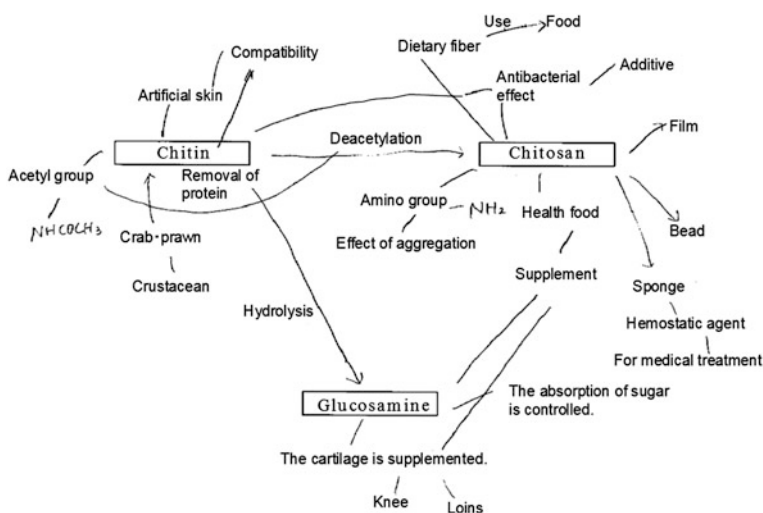 Use
Food
Dietary fiber
Compatibility
Antibacterial
effect
Additive
Artificial skin
Film
Deacetylation
Chitin
Chitosan
Acetyl group
Removal of
protein
Amino group
NH2
Health food
NHCOCH3
Crab-prawn
Effect of aggregation
Bead
Crustacean
Supplement
Sponge
Hydrolysis
Hemostatic agent
For medical treatment
Glucosamine
The absorption of sugar
is controlled.
The cartilage is supplemented.
Knee
Loins